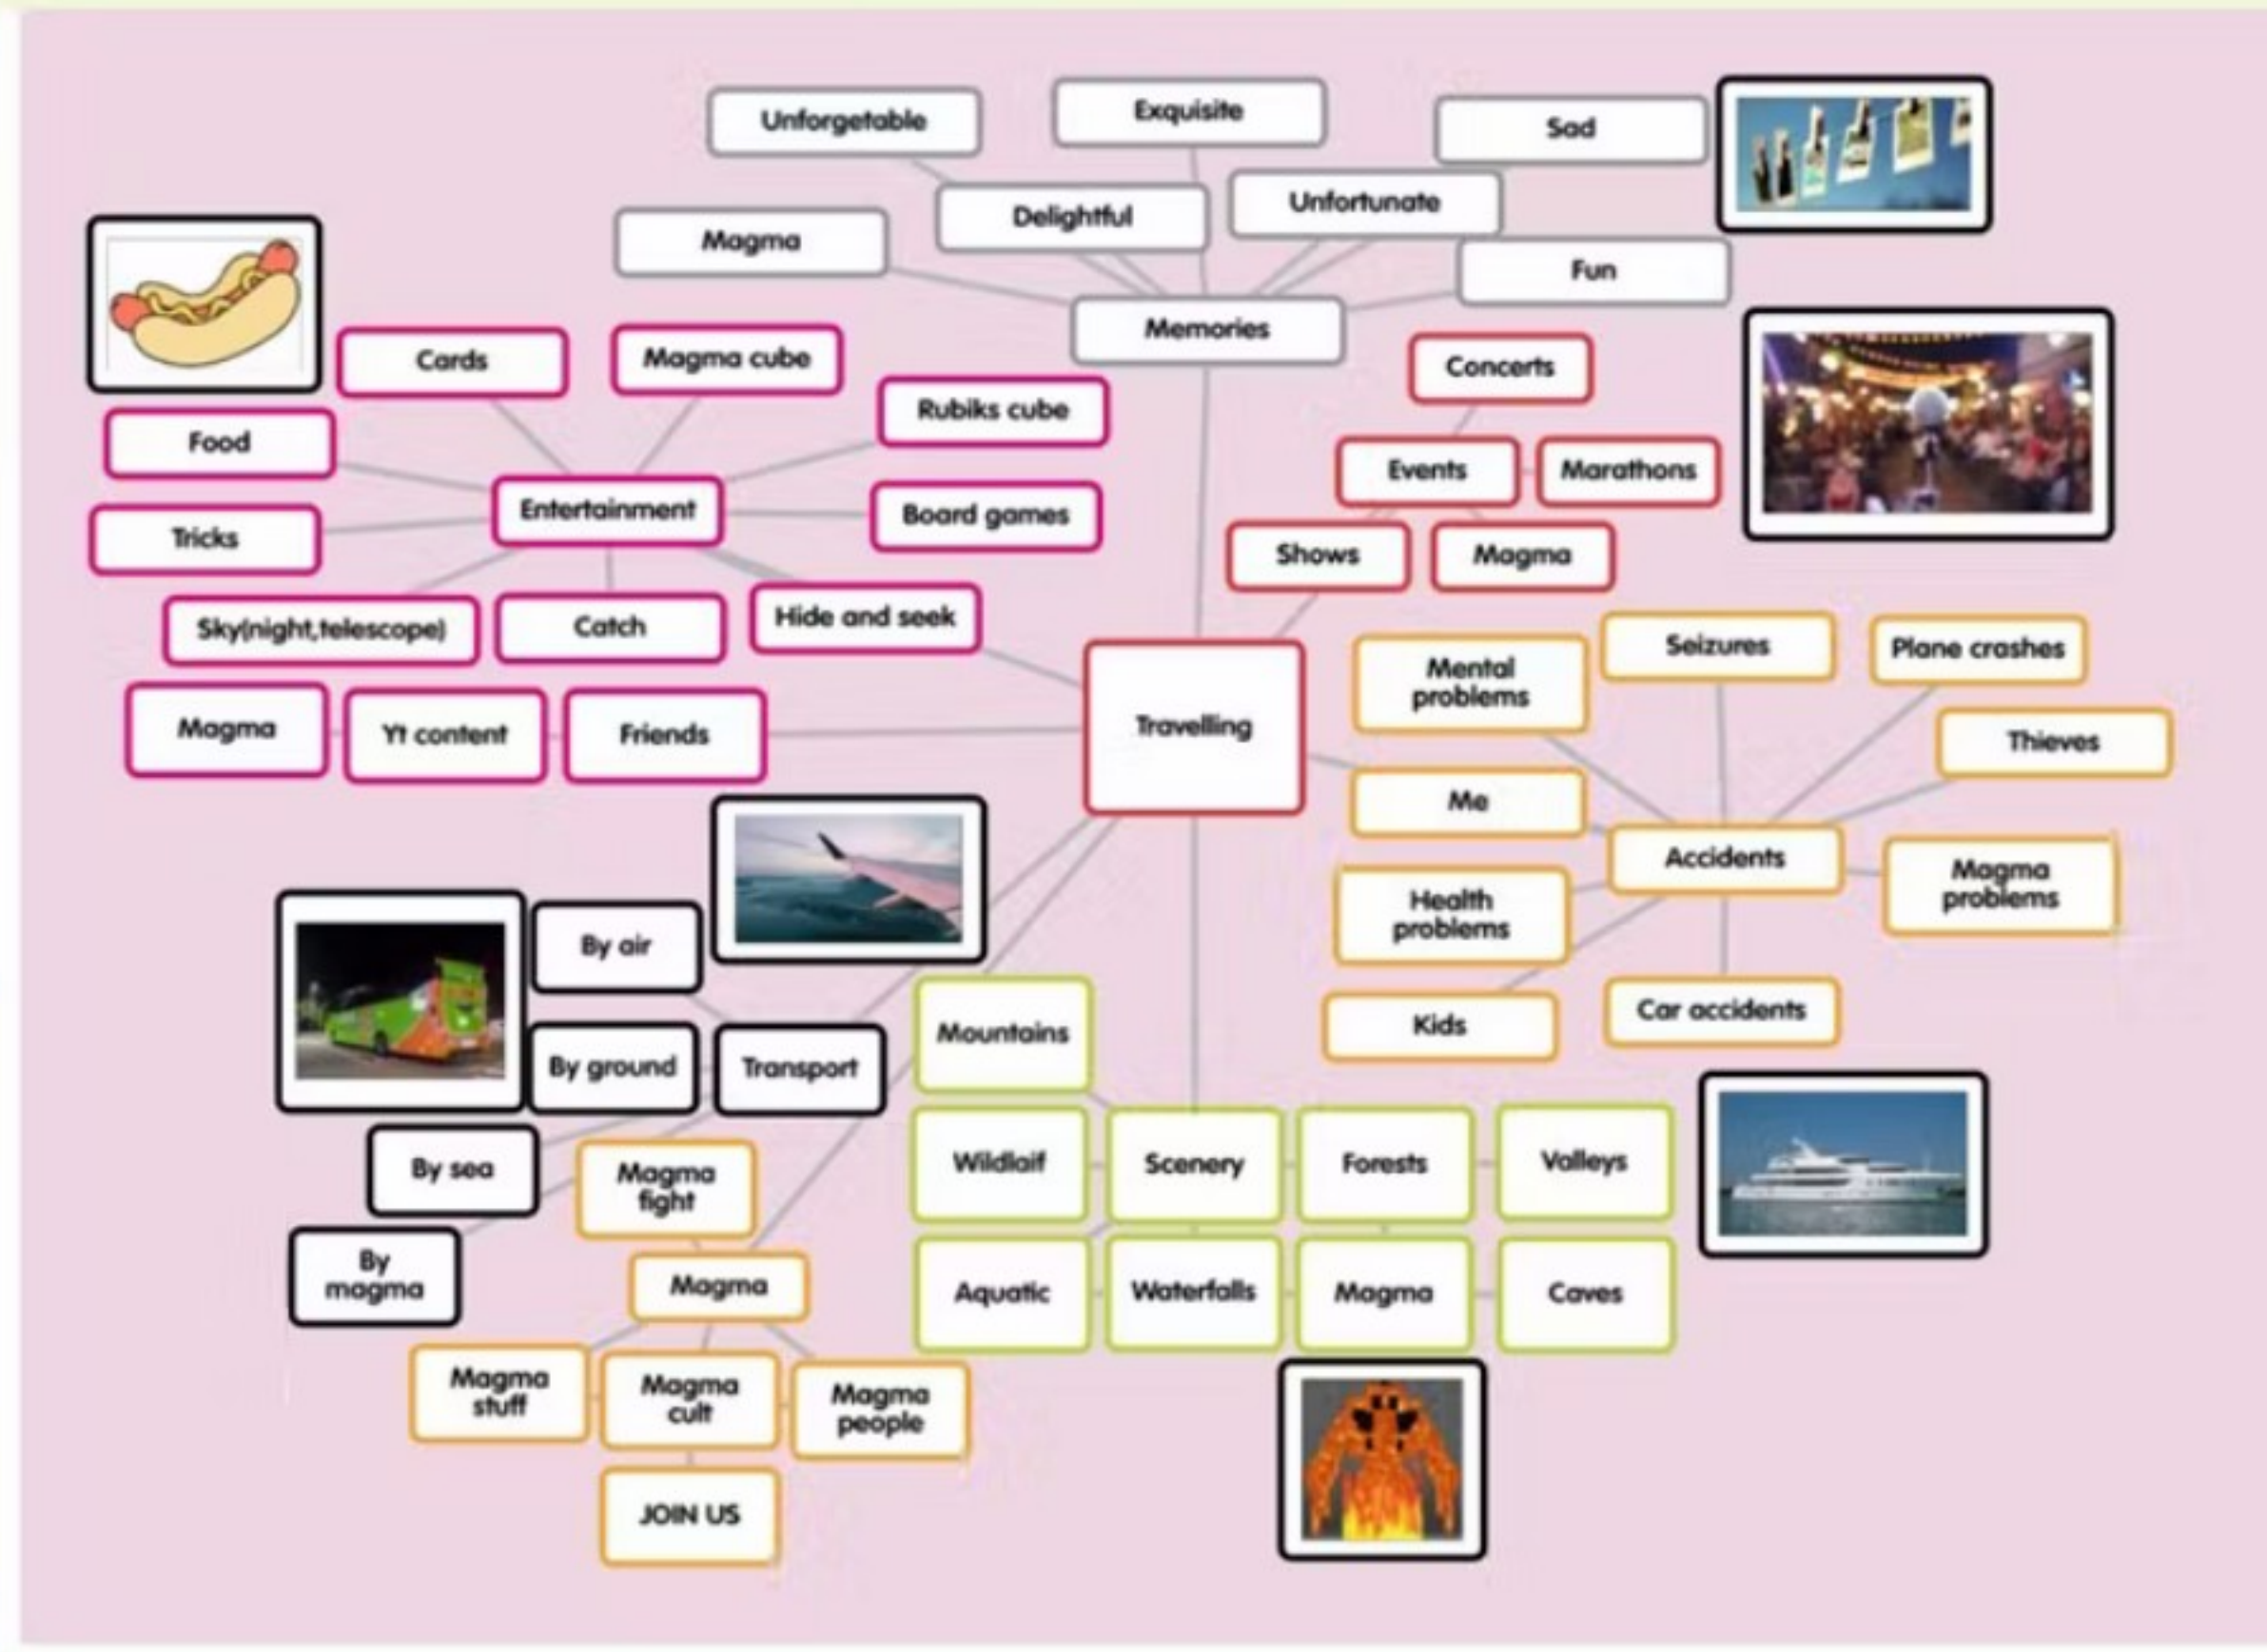 Unforgetable
Exquisite
Sad
Delightful
Unfortunate
Magma
Fun
Memories
Cards
Magma cube
Rubiks cube
Food
Entertainment
Board games
Tricks
Sky(night,telescope)
Catch
Hide and seek
Magma
Yt content
Friends
Concerts
Events
Marathons
Shows
Magma
Travelling
Mental
problems
Seizures
Plane crashes
Thieves
Me
Accidents
Magma
problems
Health
problems
Kids
Car accidents
By air
By ground
Transport
By sea
By
magma
Magma
fight
Magma
Magma
stuff
Magma
cult
Magma
people
JOIN US
Mountains
Wildlaif
Scenery
Forests
Valleys
Aquatic
Waterfalls
Magma
Caves